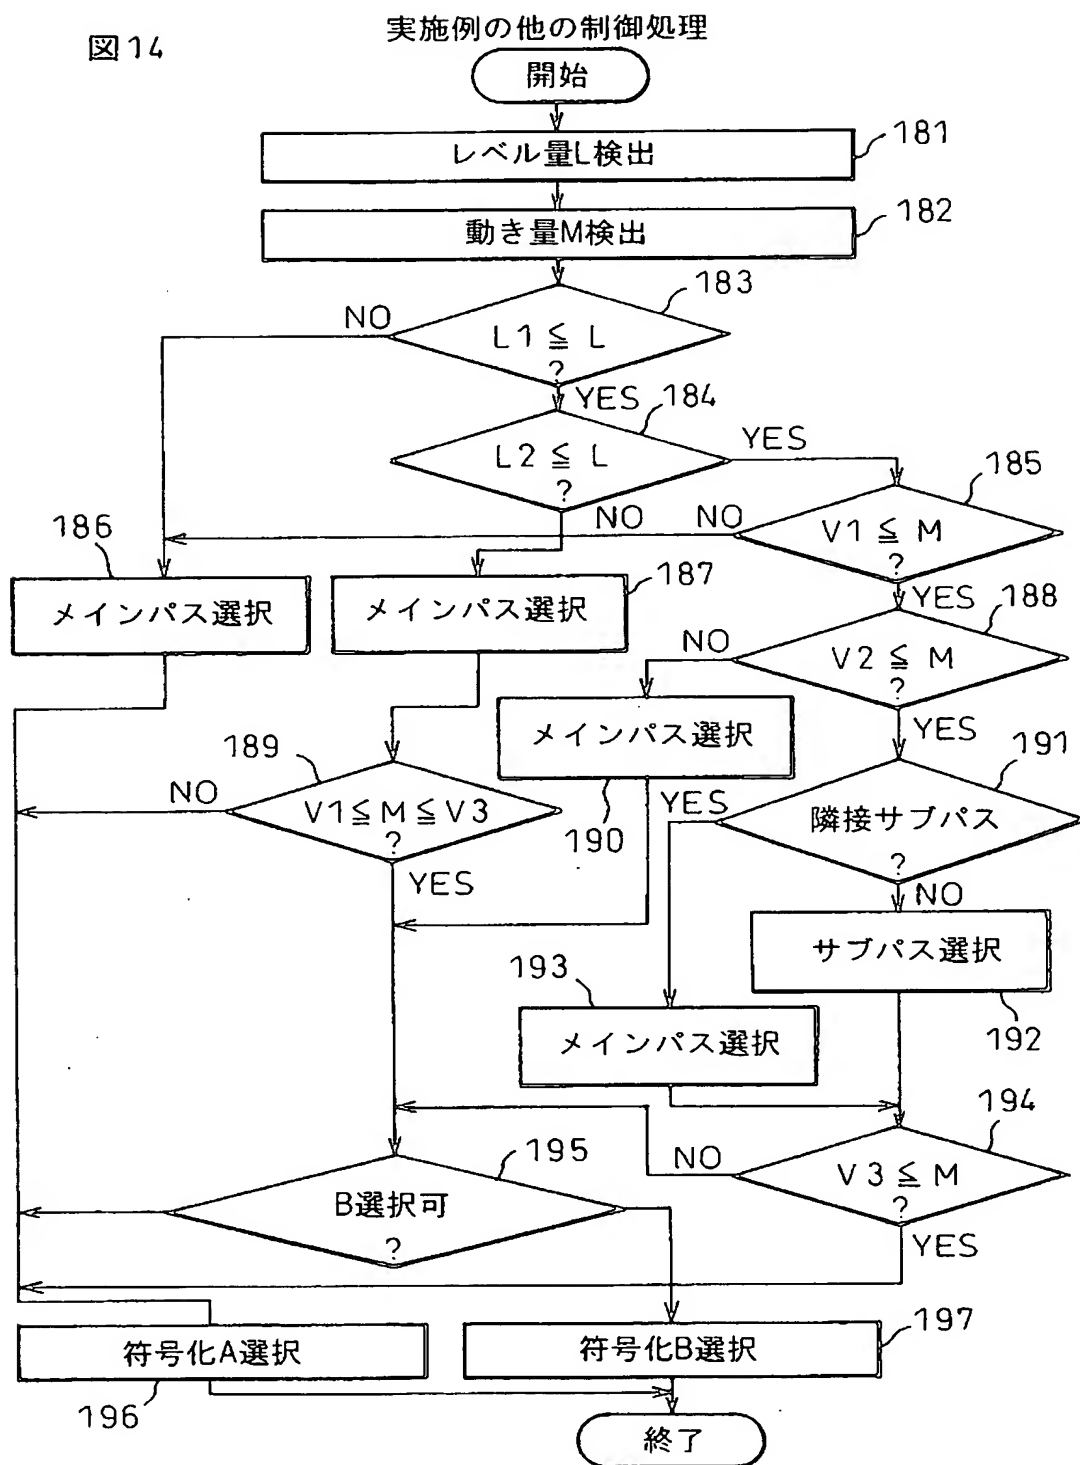 図14
実施例の他の制御処理
開始
レベル量L検出
181
動き量M検出
182
183
L1 ≦ L
?
NO
YES
184
L2 ≦ L
?
YES
NO
185
V1 ≦ M
?
NO
YES
186
メインパス選択
187
メインパス選択
188
V2 ≦ M
?
NO
YES
メインパス選択
190
189
V1≦M≦V3
?
NO
YES
191
隣接サブパス
?
YES
NO
サブパス選択
192
193
メインパス選択
194
V3≦M
?
NO
YES
195
B選択可
?
符号化A選択
196
符号化B選択
197
終了